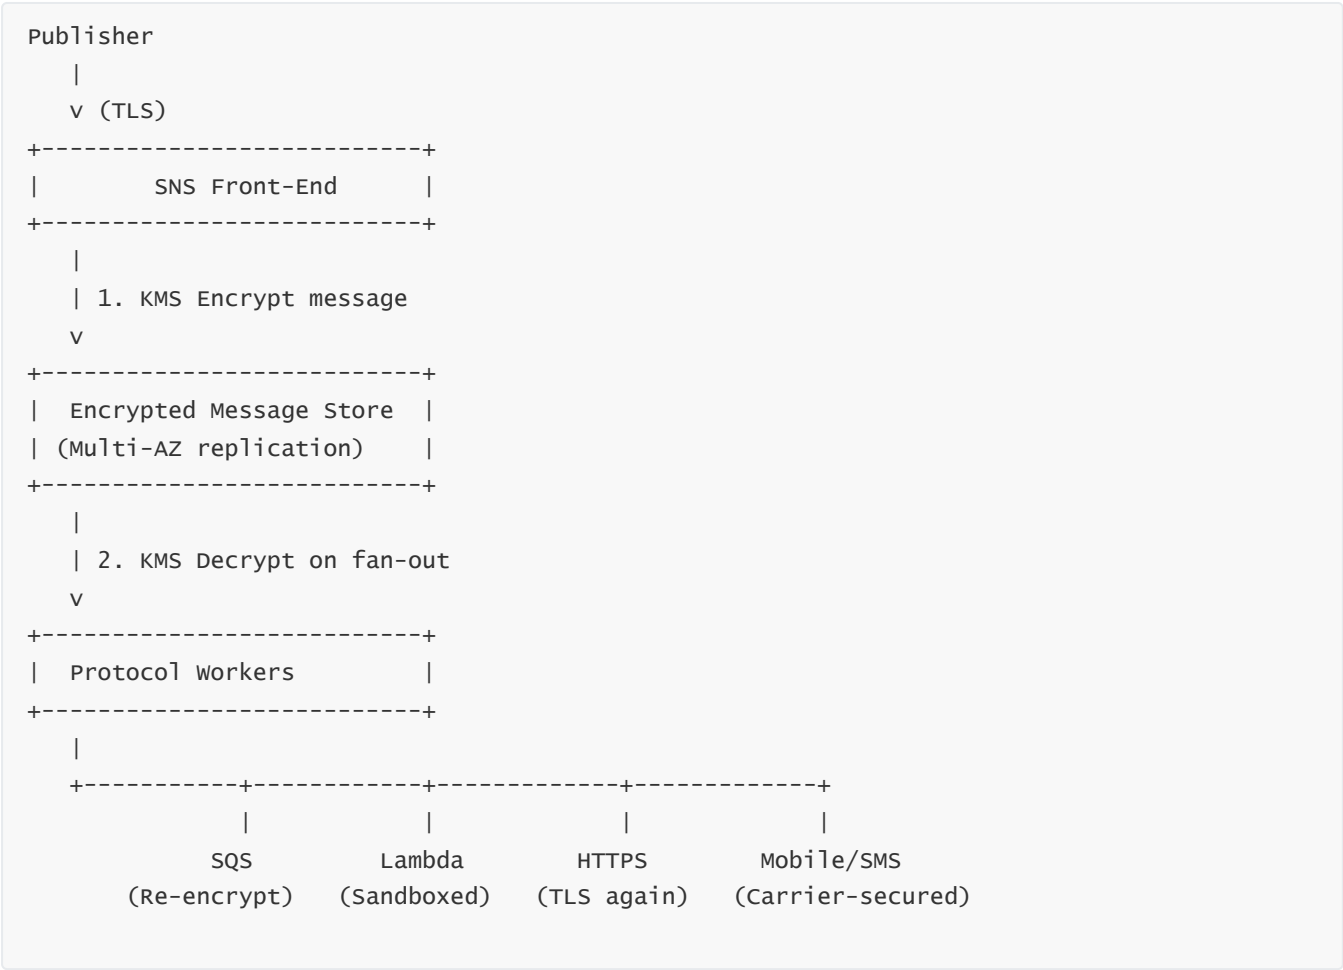 Publisher
   |
   v (TLS)
+---------------------------+
|        SNS Front-End      |
+---------------------------+
   |
   | 1. KMS Encrypt message
   v
+---------------------------+
|  Encrypted Message Store  |
| (Multi-AZ replication)    |
+---------------------------+
   |
   | 2. KMS Decrypt on fan-out
   v
+---------------------------+
|  Protocol Workers         |
+---------------------------+
   |
   +-----------+------------+-------------+-------------+
               |            |             |             |
             SQS         Lambda        HTTPS        Mobile/SMS
       (Re-encrypt)   (Sandboxed)   (TLS again)   (Carrier-secured)